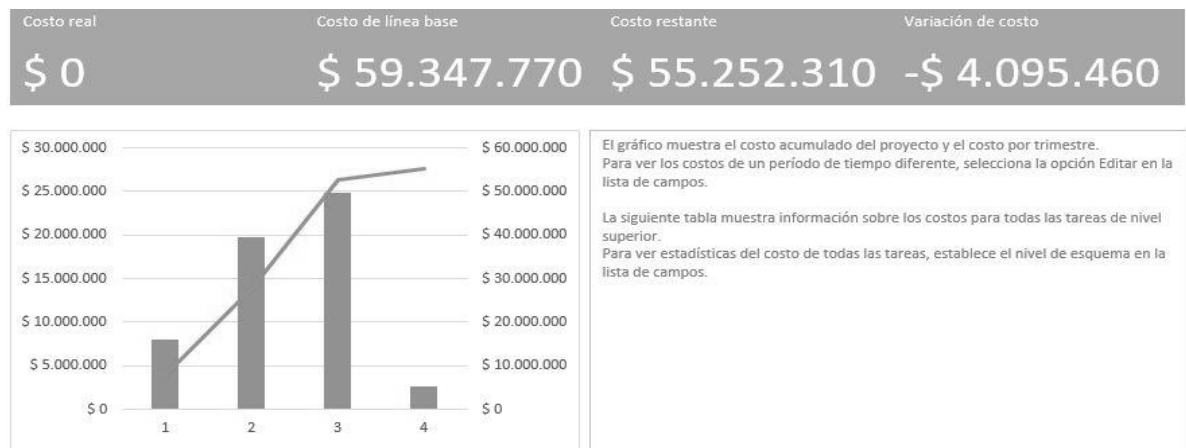 Costo real
$ 0
Costo de línea base
$ 59.347.770
Costo restante
$ 55.252.310
Variación de costo
-$ 4.095.460
$ 30.000.000
$ 25.000.000
$ 20.000.000
$ 15.000.000
$ 10.000.000
$ 5.000.000
$ 0
$ 60.000.000
$ 50.000.000
$ 40.000.000
$ 30.000.000
$ 20.000.000
$ 10.000.000
$ 0
1
2
3
4
El gráfico muestra el costo acumulado del proyecto y el costo por trimestre.
Para ver los costos de un período de tiempo diferente, selecciona la opción Editar en la
lista de campos.
La siguiente tabla muestra información sobre los costos para todas las tareas de nivel
superior.
Para ver estadísticas del costo de todas las tareas, establece el nivel de esquema en la
lista de campos.